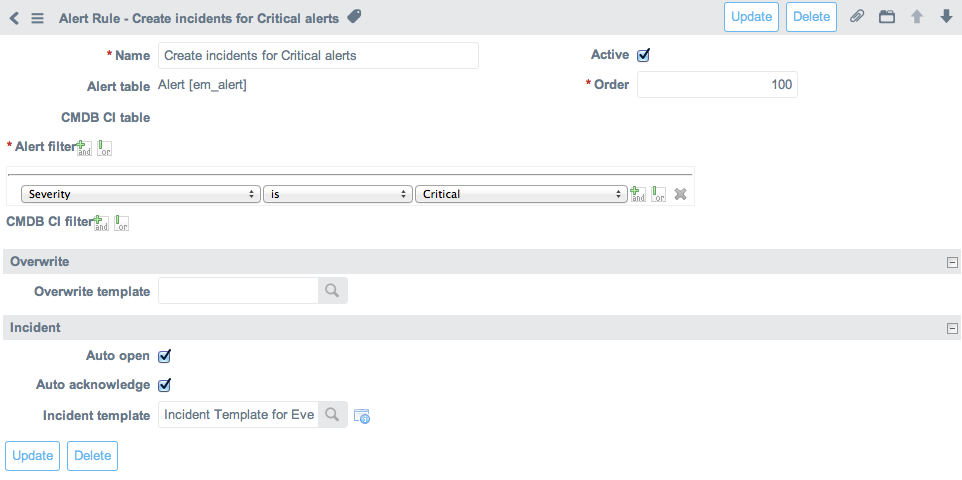 Alert Rule - Create incidents for Critical alerts
Update Delete
* Name Create incidents for Critical alerts
Active
Alert table Alert [em_alert]
* Order 100
CMDB CI table
* Alert filter and or
Severity is Critical and or
CMDB CI filter and or
Overwrite
Overwrite template
Incident
Auto open
Auto acknowledge
Incident template Incident Template for Eve
Update Delete